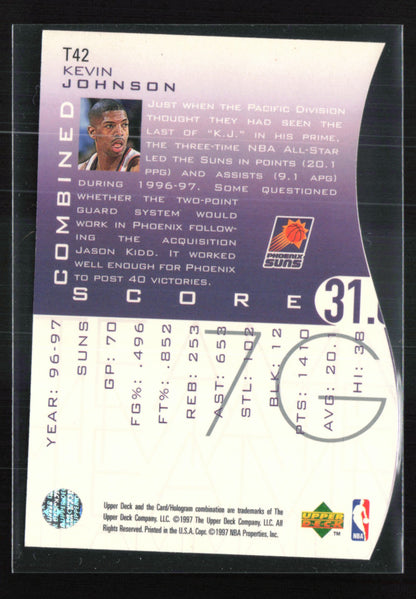 T42
KEVIN
JOHNSON
JUST WHEN THE PACIFIC DIVISION
THOUGHT THEY HAD SEEN THE
LAST OF "K.J." IN HIS PRIME,
THE THREE-TIME NBA ALL-STAR
LED THE SUNS IN POINTS (20.1
PPG) AND ASSISTS (9.1 APG)
DURING 1996-97. SOME QUESTIONED
WHETHER THE TWO-POINT
GUARD SYSTEM WOULD
WORK IN PHOENIX FOLLOW-
ING THE ACQUISITION
JASON KIDD. IT WORKED
WELL ENOUGH FOR PHOENIX
TO POST 40 VICTORIES.
PHOENIX
SUNS
COMBINED
SCORE
31.
YEAR: 96-97
SUNS
GP: 70
FG%: .496
FT%: .852
REB: 253
AST: 653
STL: 102
BLK: 12
PTS: 1410
AVG: 20.1
HI: 38
7G
Upper Deck and the Card/Hologram combination are trademarks of The
Upper Deck Company, LLC. ©1997 The Upper Deck Company, LLC. All
Rights Reserved. Printed in the U.S.A. Copr. ©1997 NBA Properties, Inc.
UPPER
DECK
TM
NBA